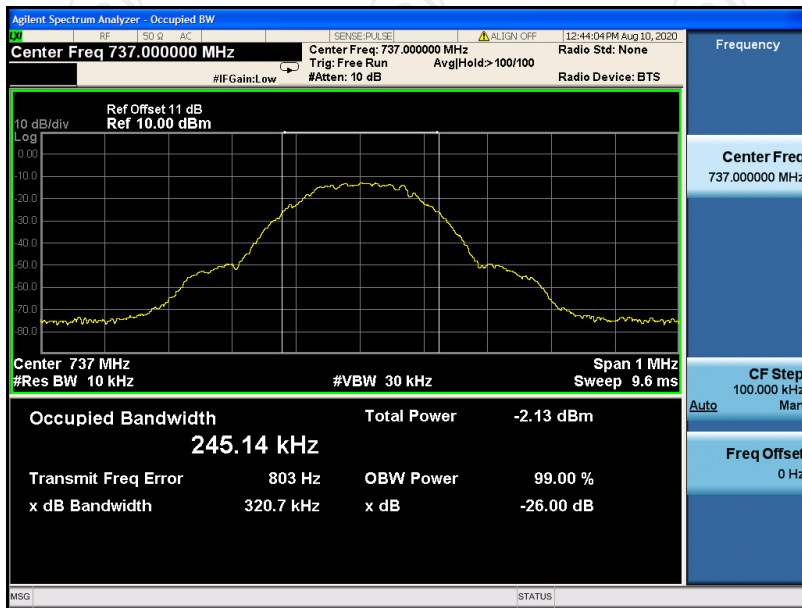 Agilent Spectrum Analyzer - Occupied BW
LXI RF 50 Ω AC SENSE:PULSE ALIGN OFF 12:44:04 PM Aug 10, 2020
Center Freq 737.000000 MHz Center Freq: 737.000000 MHz Radio Std: None
Trig: Free Run Avg|Hold:>100/100
#IFGain:Low #Atten: 10 dB Radio Device: BTS
Frequency
Ref Offset 11 dB
10 dB/div Ref 10.00 dBm
Log
0.00
-10.0
-20.0
-30.0
-40.0
-50.0
-60.0
-70.0
-80.0
Center Freq
737.000000 MHz
Center 737 MHz Span 1 MHz
#Res BW 10 kHz #VBW 30 kHz Sweep 9.6 ms
CF Step
100.000 kHz
Auto Man
Occupied Bandwidth Total Power -2.13 dBm
245.14 kHz
Transmit Freq Error 803 Hz OBW Power 99.00 %
x dB Bandwidth 320.7 kHz x dB -26.00 dB
Freq Offset
0 Hz
MSG STATUS